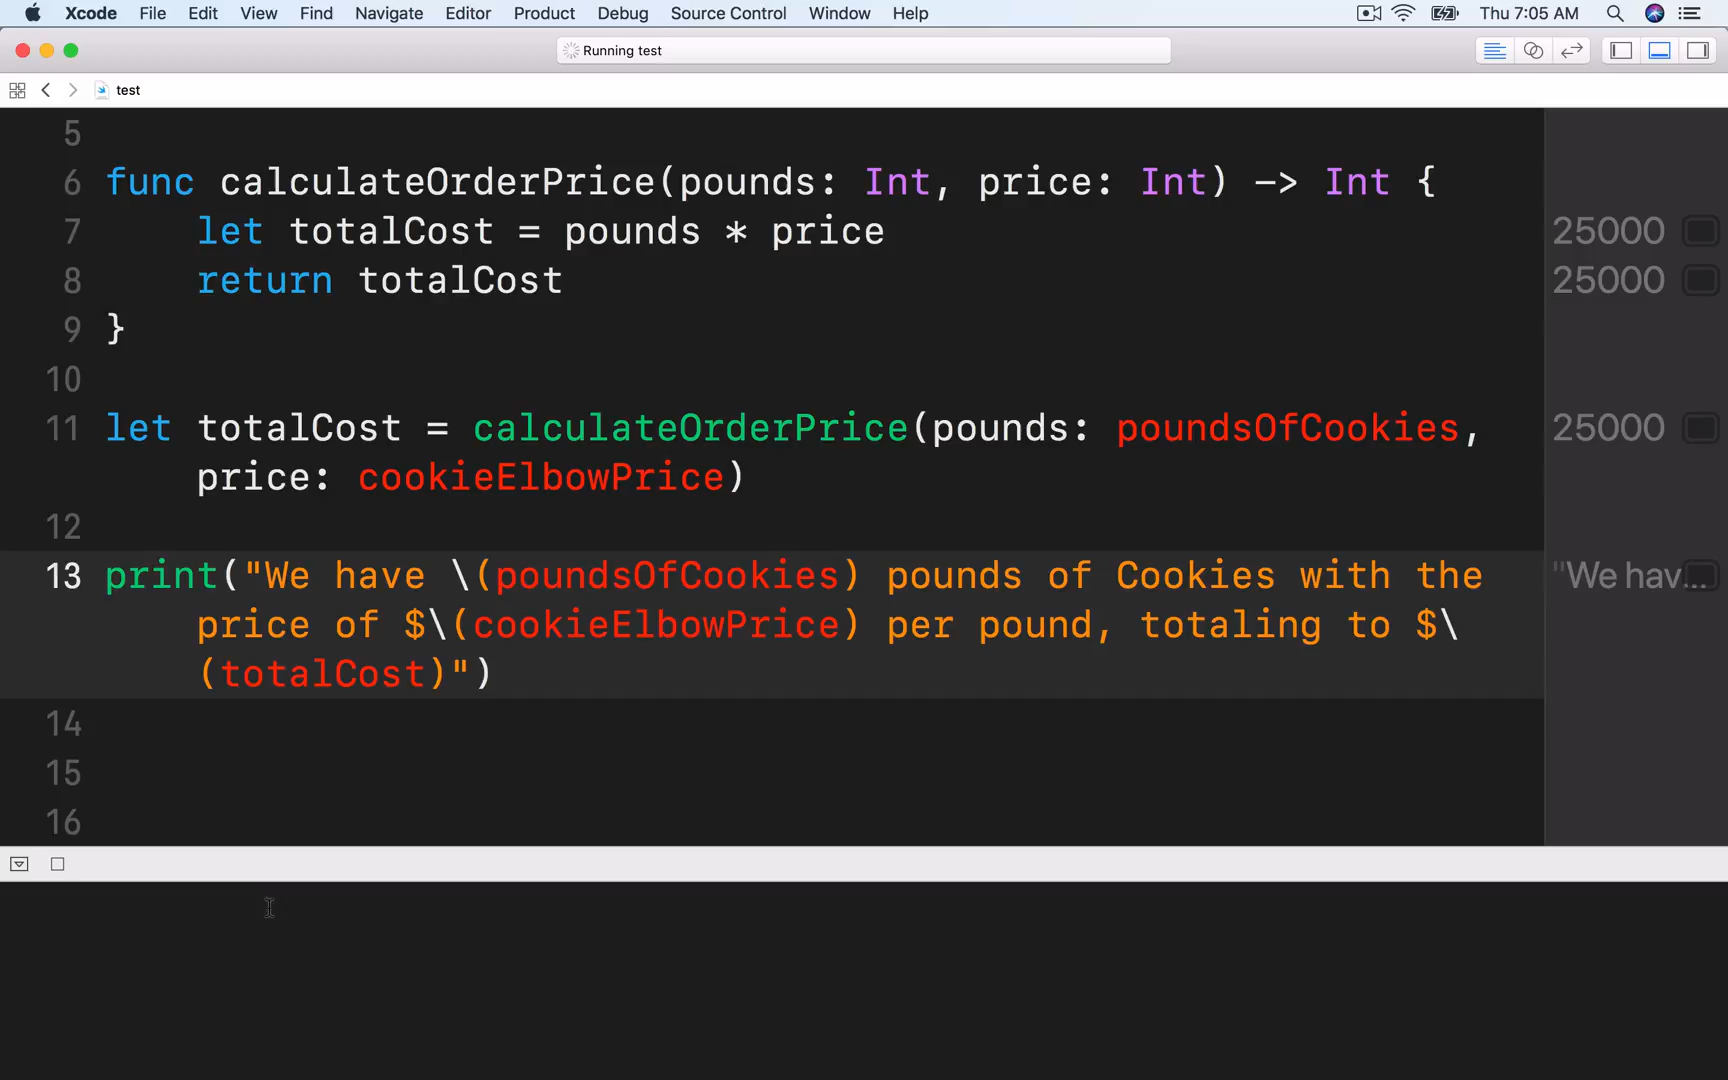 Xcode File Edit View Find Navigate Editor Product Debug Source Control Window Help Thu 7:05 AM
Running test
test
5
6 func calculateOrderPrice(pounds: Int, price: Int) -> Int {
7 let totalCost = pounds * price 25000
8 return totalCost 25000
9 }
10
11 let totalCost = calculateOrderPrice(pounds: poundsOfCookies, 25000
price: cookieElbowPrice)
12
13 print("We have \(poundsOfCookies) pounds of Cookies with the "We hav...
price of $\(cookieElbowPrice) per pound, totaling to $\
(totalCost)")
14
15
16